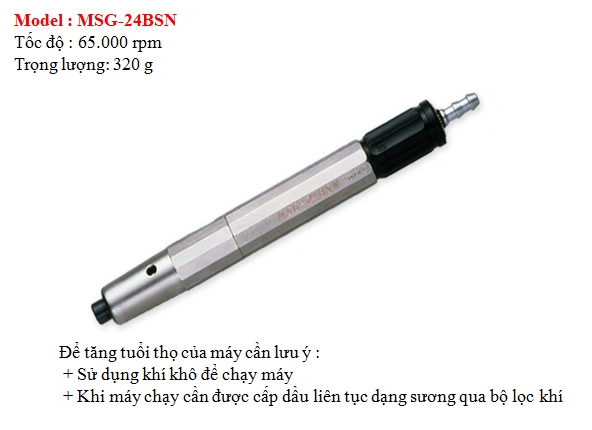 Model : MSG-24BSN
Tốc độ : 65.000 rpm
Trọng lượng: 320 g
Để tăng tuổi thọ của máy cần lưu ý :
+ Sử dụng khí khô để chạy máy
+ Khi máy chạy cần được cấp dầu liên tục dạng sương qua bộ lọc khí